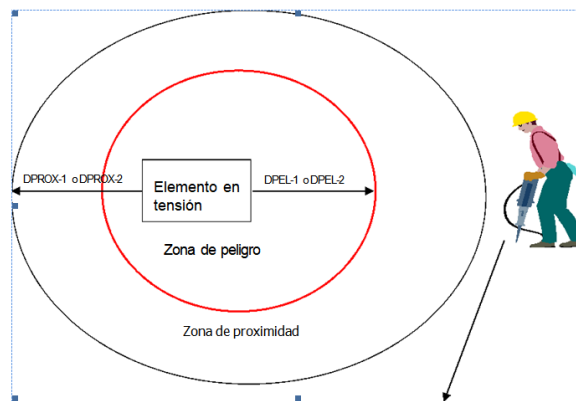 DPROX-1 oDPROX-2
Elemento en
tensión
DPEL-1 oDPEL-2
Zona de peligro
Zona de proximidad